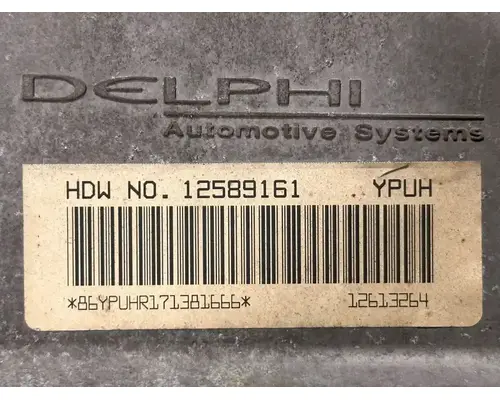 DELPHI
Automotive Systems
HDW NO. 12589161 YPUH
*86YPUHR171381666* 12613264